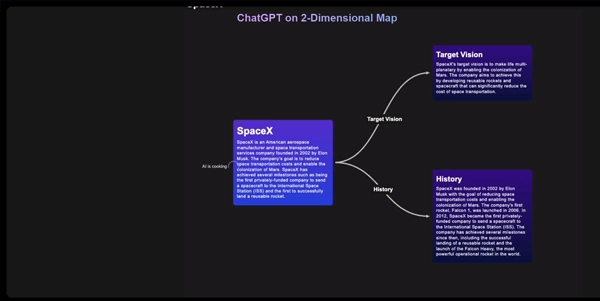 SpaceX
ChatGPT on 2-Dimensional Map
Target Vision
SpaceX's target vision is to make life multi-
planetary by enabling the colonization of
Mars. The company aims to achieve this
by developing reusable rockets and
spacecraft that can significantly reduce the
cost of space transportation.
Target Vision
SpaceX
SpaceX is an American aerospace
manufacturer and space transportation
services company founded in 2002 by Elon
Musk. The company's goal is to reduce
space transportation costs and enable the
colonization of Mars. SpaceX has
achieved several milestones such as being
the first privately-funded company to send
a spacecraft to the International Space
Station (ISS) and the first to successfully
land a reusable rocket.
AI is cooking
History
History
SpaceX was founded in 2002 by Elon
Musk with the goal of reducing space
transportation costs and enabling the
colonization of Mars. The company's first
rocket, Falcon 1, was launched in 2006. In
2012, SpaceX became the first privately-
funded company to send a spacecraft to
the International Space Station (ISS). The
company has achieved several milestones
since then, including the successful
landing of a reusable rocket and the
launch of the Falcon Heavy, the most
powerful operational rocket in the world.